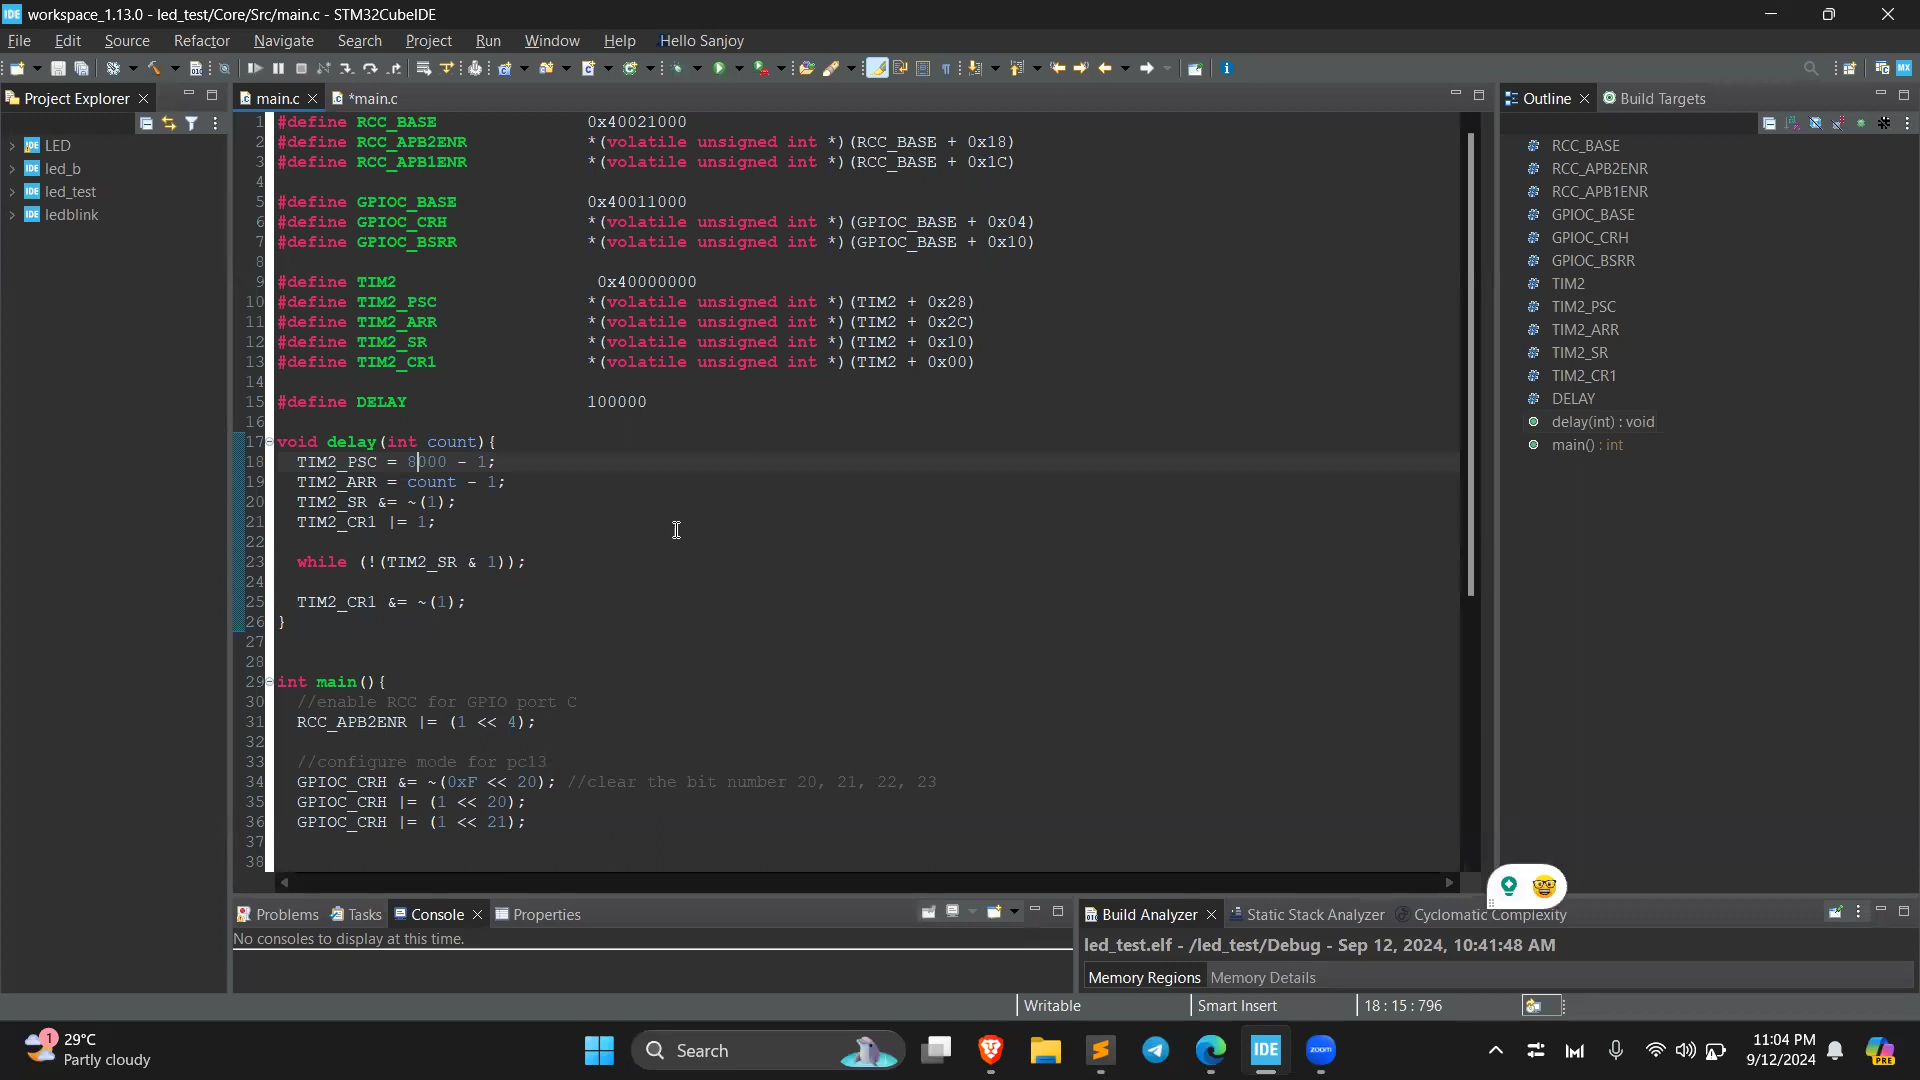 workspace_1.13.0 - led_test/Core/Src/main.c - STM32CubeIDE
File Edit Source Refactor Navigate Search Project Run Window Help Hello Sanjoy
Project Explorer
main.c
*main.c
Outline
Build Targets
LED
led_b
led_test
ledblink
1 #define RCC_BASE 0x40021000
2 #define RCC_APB2ENR *(volatile unsigned int *)(RCC_BASE + 0x18)
3 #define RCC_APB1ENR *(volatile unsigned int *)(RCC_BASE + 0x1C)
4
5 #define GPIOC_BASE 0x40011000
6 #define GPIOC_CRH *(volatile unsigned int *)(GPIOC_BASE + 0x04)
7 #define GPIOC_BSRR *(volatile unsigned int *)(GPIOC_BASE + 0x10)
8
9 #define TIM2 0x40000000
10 #define TIM2_PSC *(volatile unsigned int *)(TIM2 + 0x28)
11 #define TIM2_ARR *(volatile unsigned int *)(TIM2 + 0x2C)
12 #define TIM2_SR *(volatile unsigned int *)(TIM2 + 0x10)
13 #define TIM2_CR1 *(volatile unsigned int *)(TIM2 + 0x00)
14
15 #define DELAY 100000
16
17 void delay(int count){
18 TIM2_PSC = 8000 - 1;
19 TIM2_ARR = count - 1;
20 TIM2_SR &= ~(1);
21 TIM2_CR1 |= 1;
22
23 while (!(TIM2_SR & 1));
24
25 TIM2_CR1 &= ~(1);
26 }
27
28
29 int main(){
30 //enable RCC for GPIO port C
31 RCC_APB2ENR |= (1 << 4);
32
33 //configure mode for pc13
34 GPIOC_CRH &= ~(0xF << 20); //clear the bit number 20, 21, 22, 23
35 GPIOC_CRH |= (1 << 20);
36 GPIOC_CRH |= (1 << 21);
37
38
RCC_BASE
RCC_APB2ENR
RCC_APB1ENR
GPIOC_BASE
GPIOC_CRH
GPIOC_BSRR
TIM2
TIM2_PSC
TIM2_ARR
TIM2_SR
TIM2_CR1
DELAY
delay(int) : void
main() : int
Problems Tasks Console Properties
No consoles to display at this time.
Build Analyzer Static Stack Analyzer Cyclomatic Complexity
led_test.elf - /led_test/Debug - Sep 12, 2024, 10:41:48 AM
Memory Regions Memory Details
Writable Smart Insert 18 : 15 : 796
1
29°C
Partly cloudy
Search
IDE
zoom
11:04 PM
9/12/2024
PRE